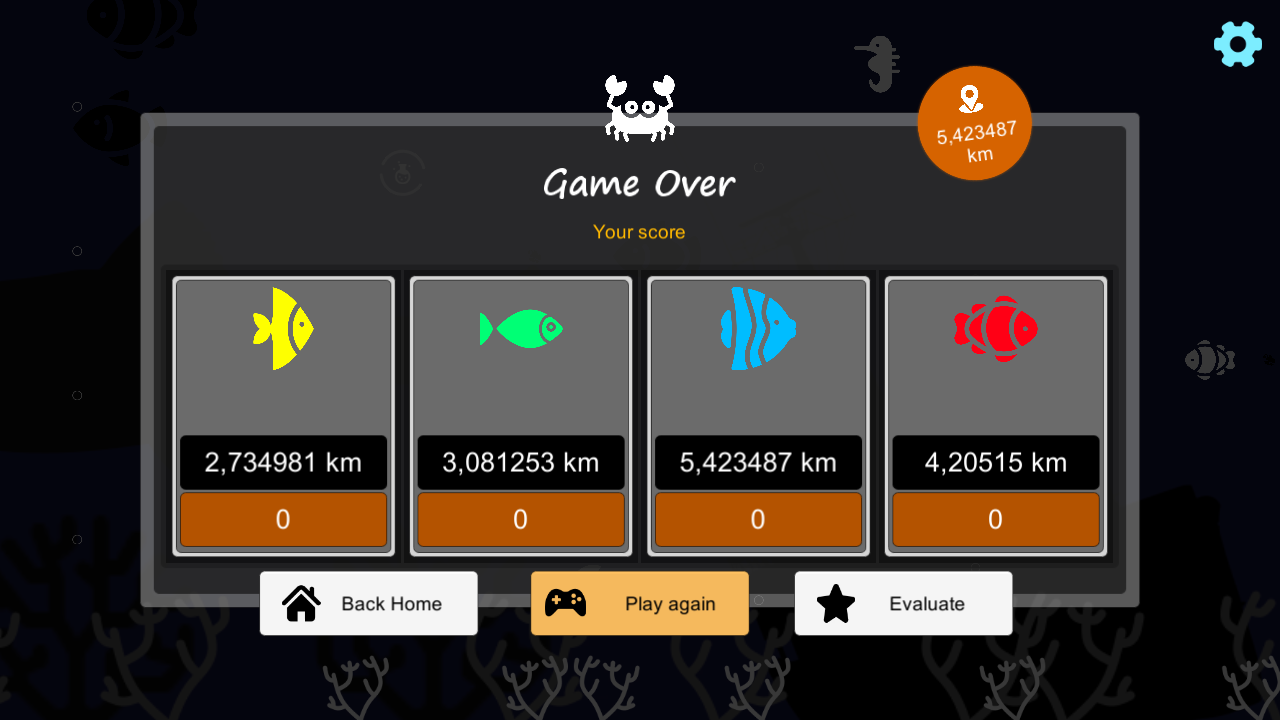 5,423487
km
Game Over
Your score
2,734981 km
3,081253 km
5,423487 km
4,20515 km
0
0
0
0
Back Home
Play again
Evaluate